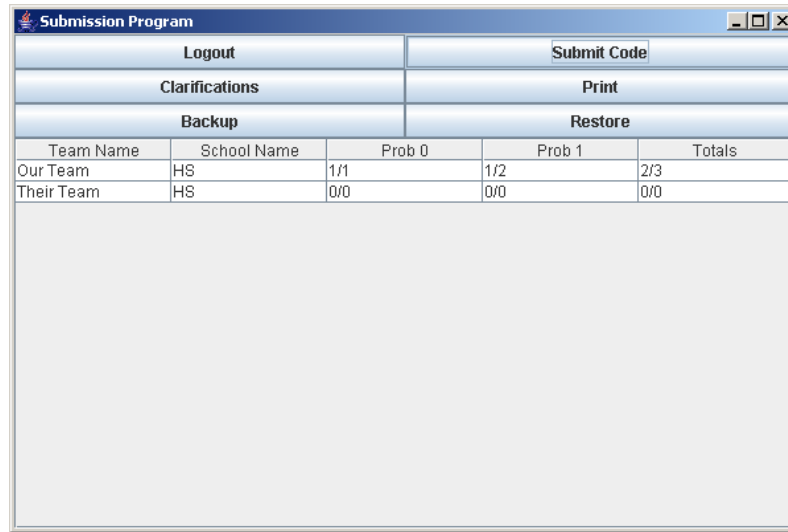 Submission Program
Logout Submit Code
Clarifications Print
Backup Restore
Team Name School Name Prob 0 Prob 1 Totals
Our Team HS 1/1 1/2 2/3
Their Team HS 0/0 0/0 0/0